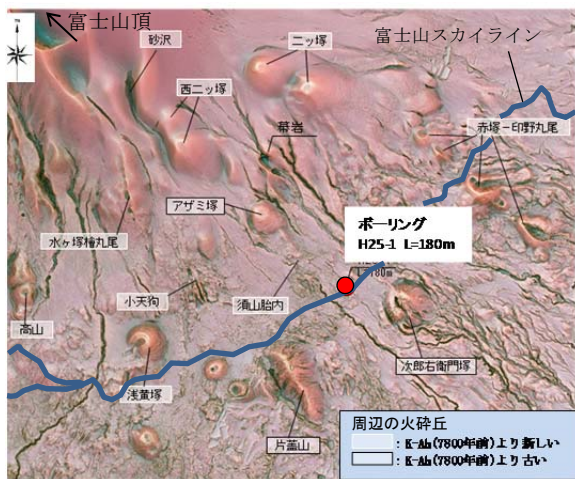 富士山頂
砂沢
二ッ塚
富士山スカイライン
西二ッ塚
幕岩
赤塚－印野丸尾
アザミ塚
ボーリング
H25-1 L=180m
水ヶ塚檜丸尾
小天狗
須山胎内
高山
次郎右衛門塚
浅黄塚
片蓋山
周辺の火砕丘
：K-Ah(7800年前)より新しい
：K-Ah(7800年前)より古い